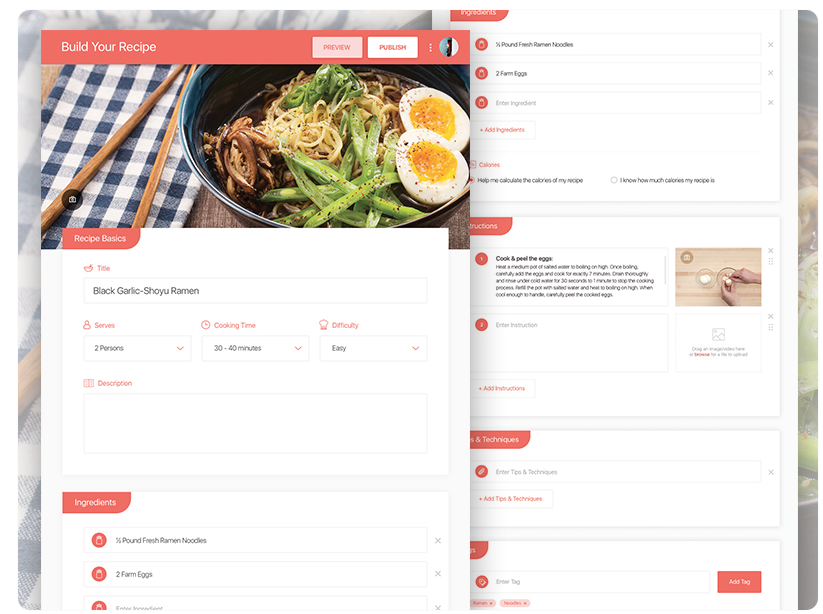 Build Your Recipe
PREVIEW
PUBLISH
Recipe Basics
Title
Black Garlic-Shoyu Ramen
Serves
Cooking Time
Difficulty
2 Persons
30 - 40 minutes
Easy
Description
Ingredients
½ Pound Fresh Ramen Noodles
2 Farm Eggs
Enter Ingredient
Ingredients
½ Pound Fresh Ramen Noodles
2 Farm Eggs
Enter Ingredient
+ Add Ingredients
Calories
Help me calculate the calories of my recipe
I know how much calories my recipe is
tructions
1
Cook & peel the eggs:
Heat a medium pot of salted water to boiling on high. Once boiling,
carefully add the eggs and cook for exactly 7 minutes. Drain thoroughly
and rinse under cold water for 30 seconds to 1 minute to stop the cooking
process. Refill the pot with salted water and heat to boiling on high. When
cool enough to handle, carefully peel the cooked eggs.
2
Enter Instruction
Drag an image/video here
or browse for a file to upload
+ Add Instructions
s & Techniques
Enter Tips & Techniques
+ Add Tips & Techniques
gs
Enter Tag
Add Tag
Ramen ×
Noodles ×